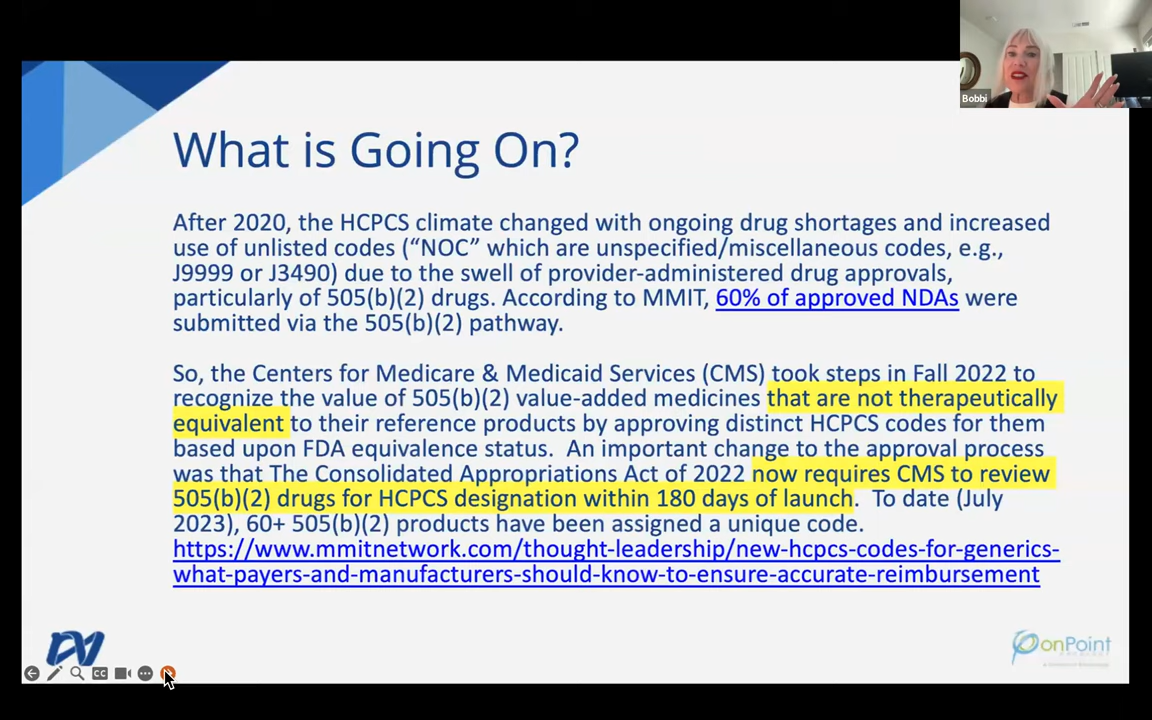 Bobbi
What is Going On?
After 2020, the HCPCS climate changed with ongoing drug shortages and increased
use of unlisted codes (“NOC” which are unspecified/miscellaneous codes, e.g.,
J9999 or J3490) due to the swell of provider-administered drug approvals,
particularly of 505(b)(2) drugs. According to MMIT, 60% of approved NDAs were
submitted via the 505(b)(2) pathway.
So, the Centers for Medicare & Medicaid Services (CMS) took steps in Fall 2022 to
recognize the value of 505(b)(2) value-added medicines that are not therapeutically
equivalent to their reference products by approving distinct HCPCS codes for them
based upon FDA equivalence status. An important change to the approval process
was that The Consolidated Appropriations Act of 2022 now requires CMS to review
505(b)(2) drugs for HCPCS designation within 180 days of launch. To date (July
2023), 60+ 505(b)(2) products have been assigned a unique code.
https://www.mmitnetwork.com/thought-leadership/new-hcpcs-codes-for-generics-
what-payers-and-manufacturers-should-know-to-ensure-accurate-reimbursement
onPoint
CC